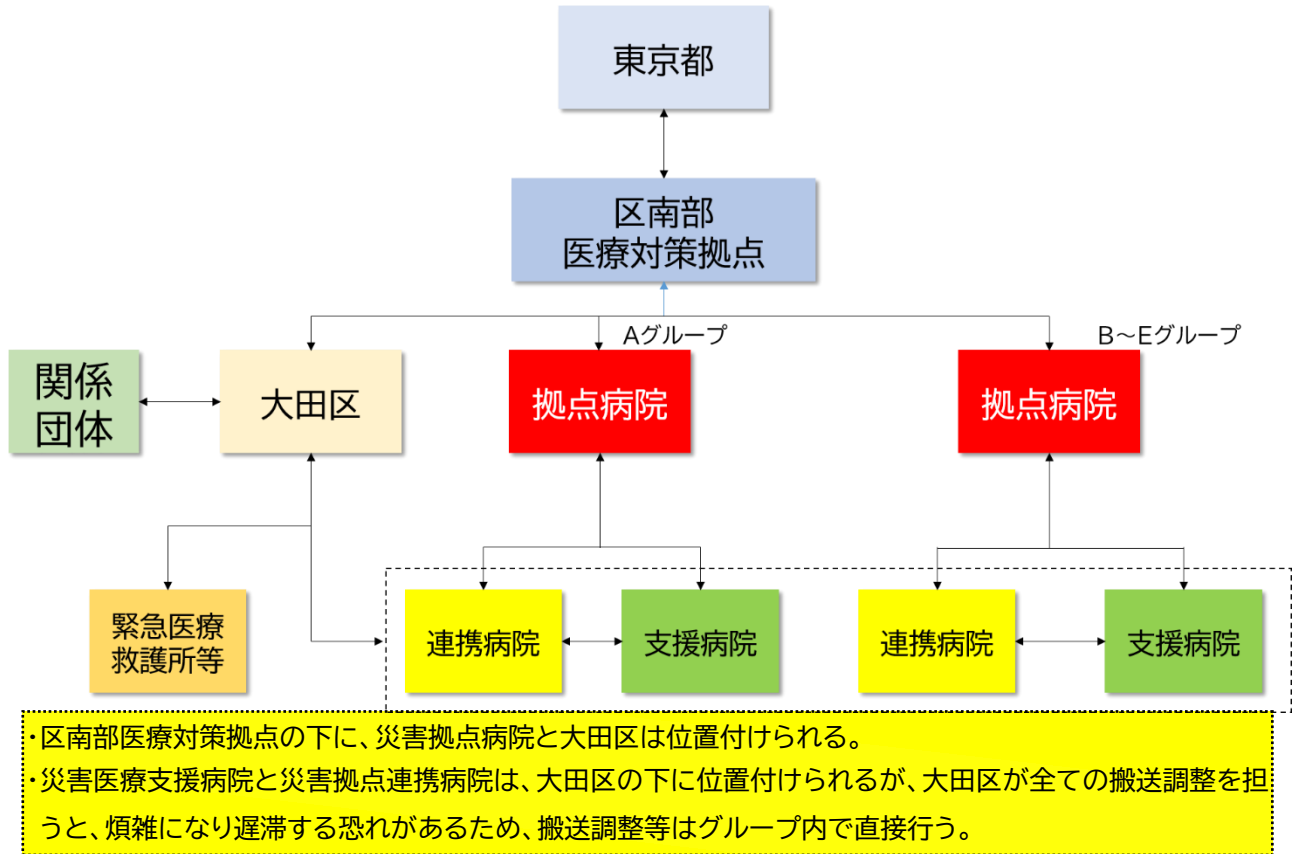 東京都
区南部
医療対策拠点
Aグループ
B～Eグループ
関係
団体
大田区
拠点病院
拠点病院
緊急医療
救護所等
連携病院
支援病院
連携病院
支援病院
・区南部医療対策拠点の下に、災害拠点病院と大田区は位置付けられる。
・災害医療支援病院と災害拠点連携病院は、大田区の下に位置付けられるが、大田区が全ての搬送調整を担
うと、煩雑になり遅滞する恐れがあるため、搬送調整等はグループ内で直接行う。